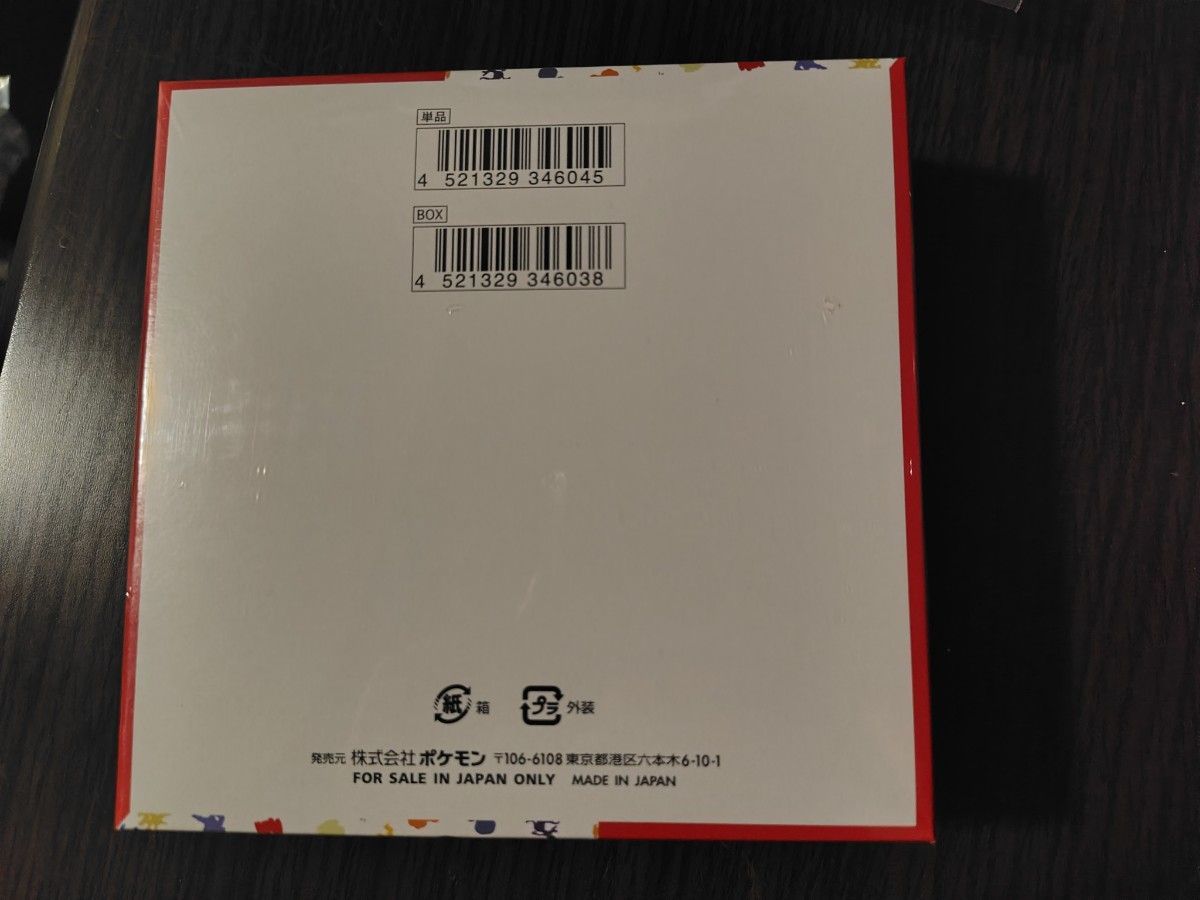 単品
4 521329 346045
BOX
4 521329 346038
紙 箱 プラ 外装
発売元 株式会社ポケモン 〒106-6108 東京都港区六本木6-10-1
FOR SALE IN JAPAN ONLY MADE IN JAPAN